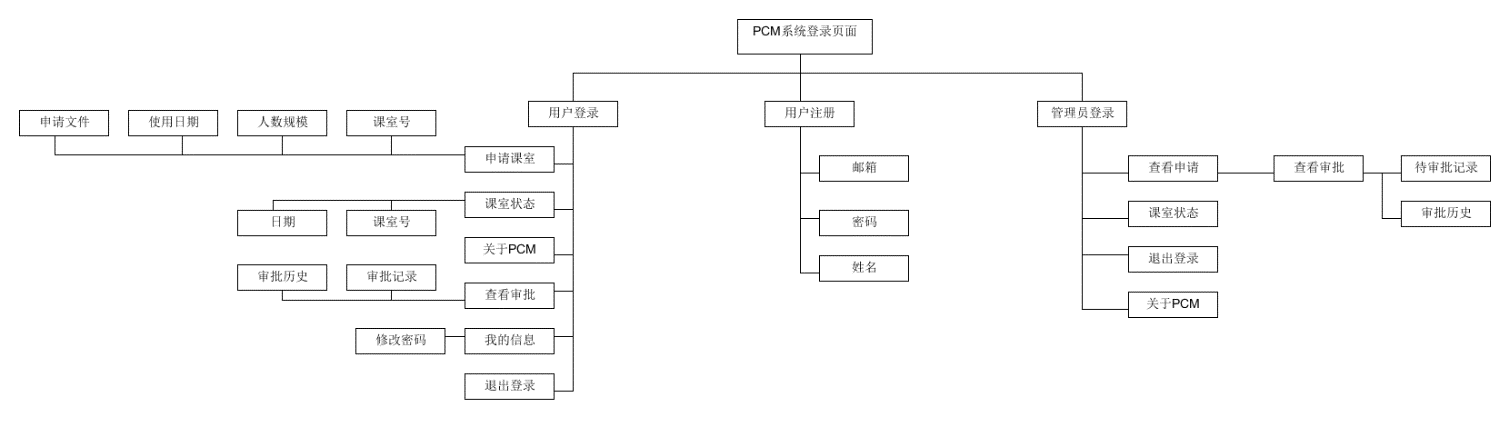 PCM系统登录页面
用户登录
用户注册
管理员登录
申请文件
使用日期
人数规模
课室号
申请课室
课室状态
日期
课室号
关于PCM
审批历史
审批记录
查看审批
修改密码
我的信息
退出登录
邮箱
密码
姓名
查看申请
查看审批
待审批记录
审批历史
课室状态
退出登录
关于PCM